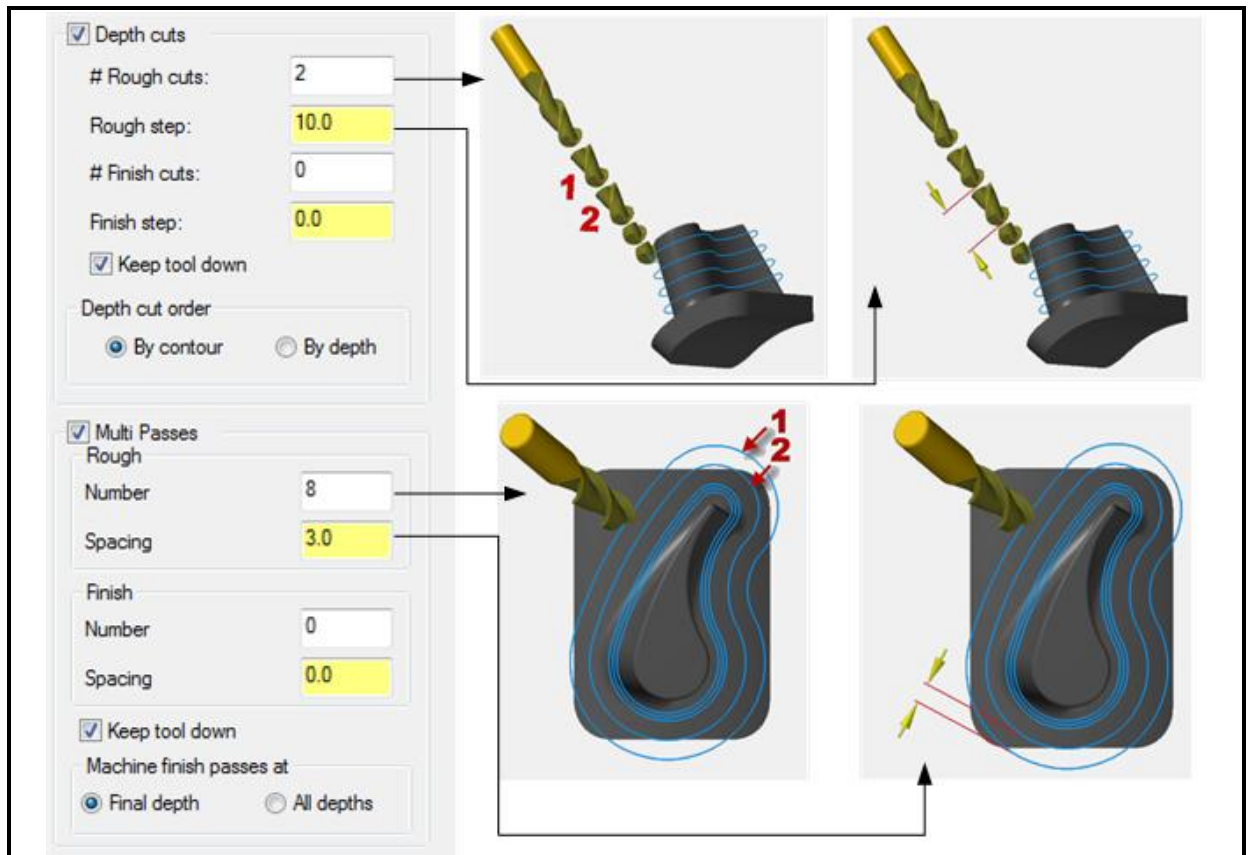 Depth cuts
# Rough cuts: 2
Rough step: 10.0
# Finish cuts: 0
Finish step: 0.0
Keep tool down
Depth cut order
By contour By depth
1
2
Multi Passes
Rough
Number 8
Spacing 3.0
Finish
Number 0
Spacing 0.0
Keep tool down
Machine finish passes at
Final depth All depths
1
2